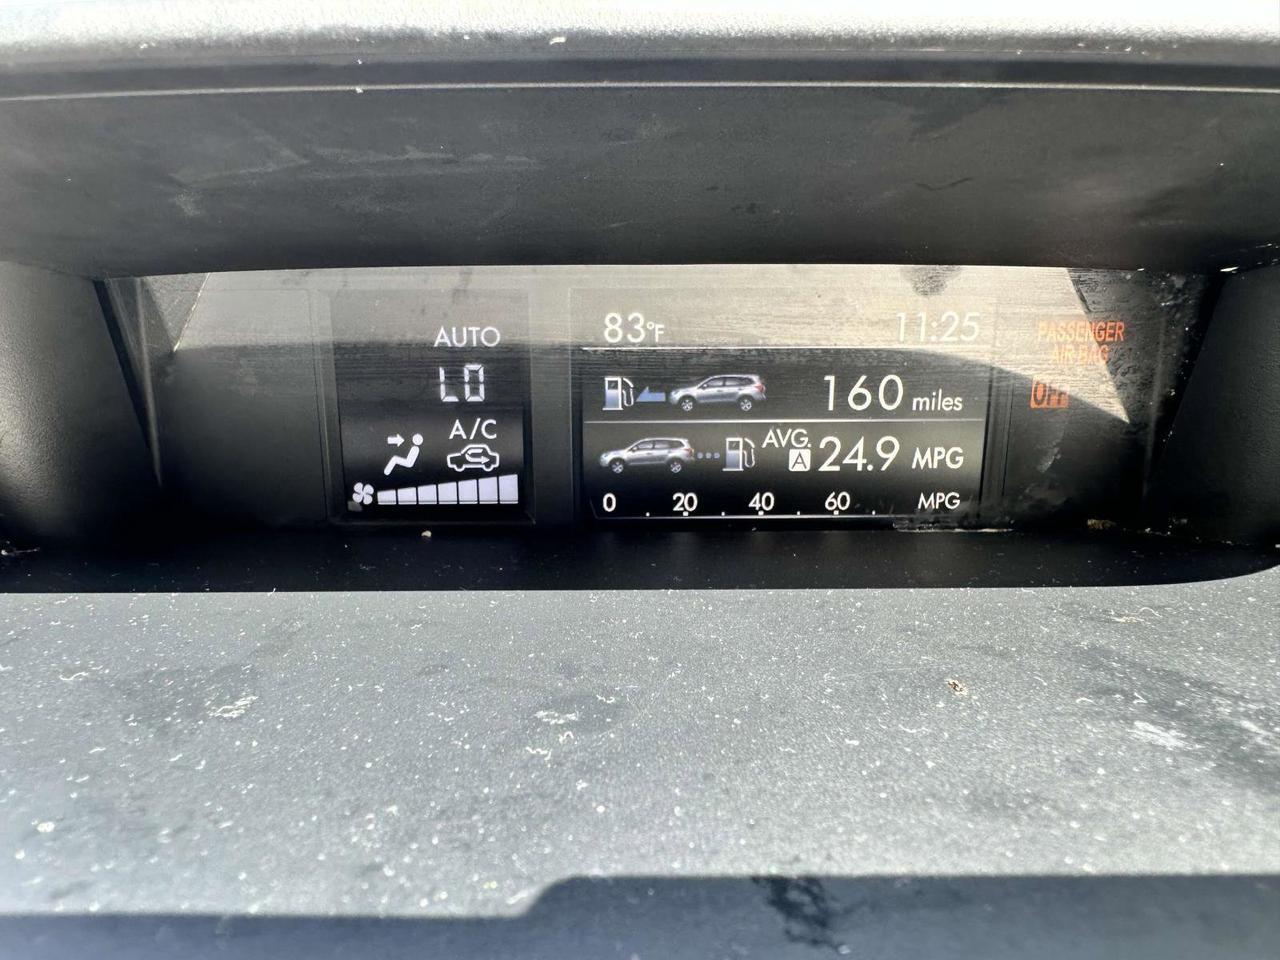 AUTO
LO
A/C
83°F 11:25
160 miles
AVG.
A 24.9 MPG
0 20 40 60 MPG
PASSENGER
AIR BAG
OFF